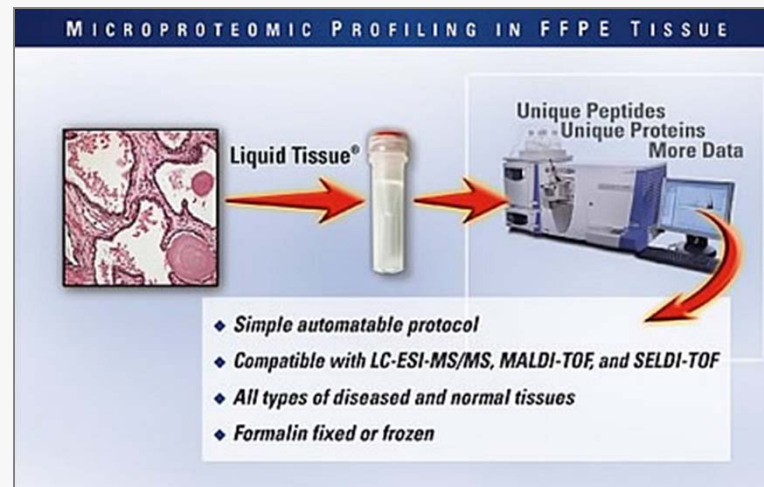 MICROPROTEOMIC PROFILING IN FFPE TISSUE
Liquid Tissue®
Unique Peptides
Unique Proteins
More Data
❖ Simple automatable protocol
❖ Compatible with LC-ESI-MS/MS, MALDI-TOF, and SELDI-TOF
❖ All types of diseased and normal tissues
❖ Formalin fixed or frozen